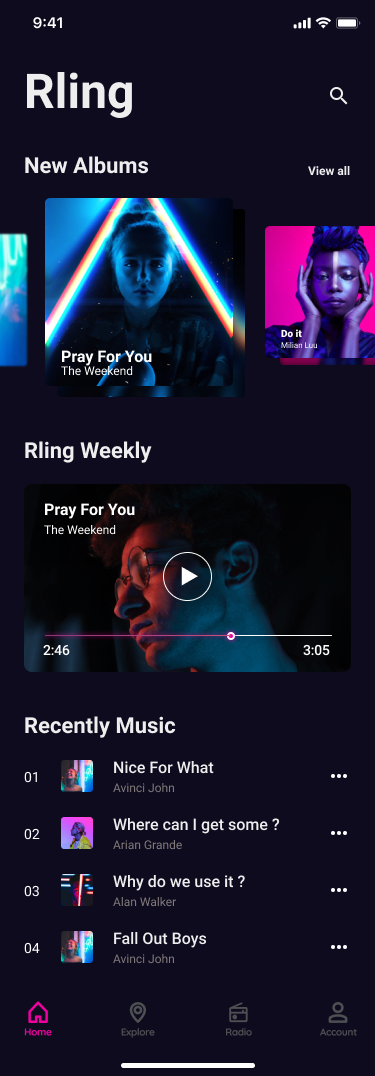 9:41
Rling
New Albums
View all
Pray For You
The Weekend
Do it
Milian Luu
Rling Weekly
Pray For You
The Weekend
2:46
3:05
Recently Music
01
Nice For What
Avinci John
02
Where can I get some ?
Arian Grande
03
Why do we use it ?
Alan Walker
04
Fall Out Boys
Avinci John
Home
Explore
Radio
Account